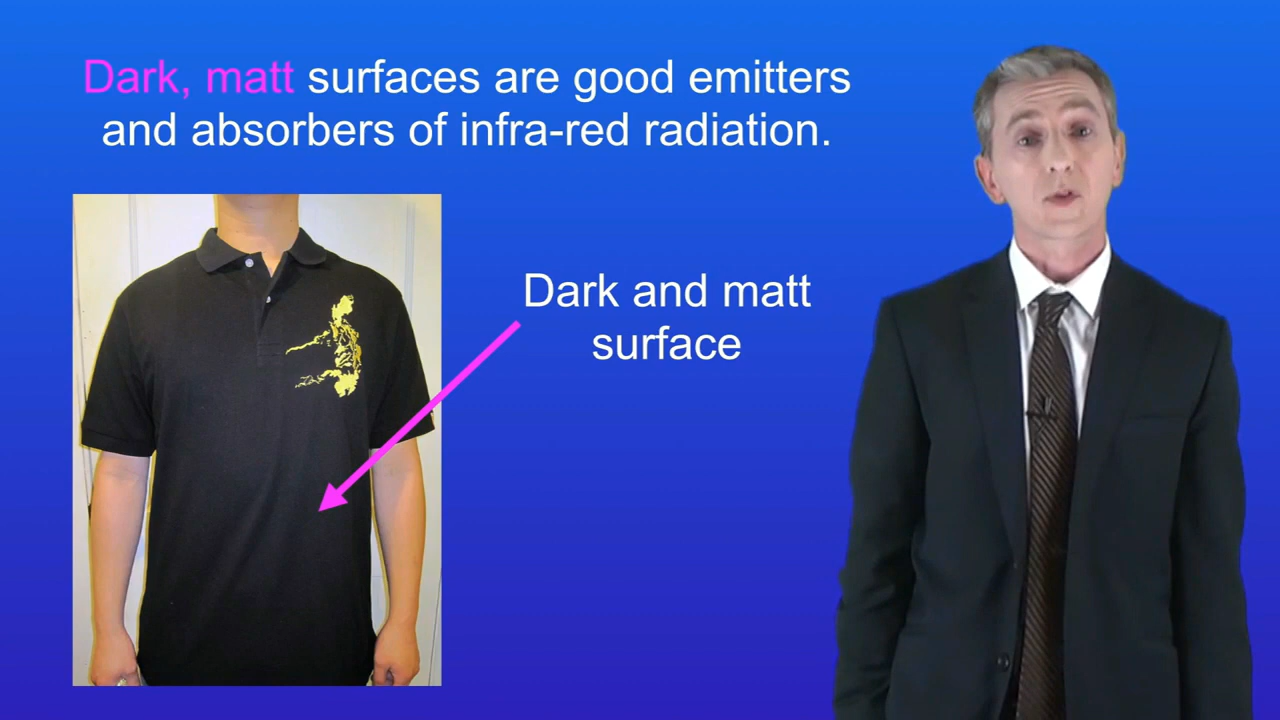 Dark, matt surfaces are good emitters
and absorbers of infra-red radiation.
Dark and matt
surface